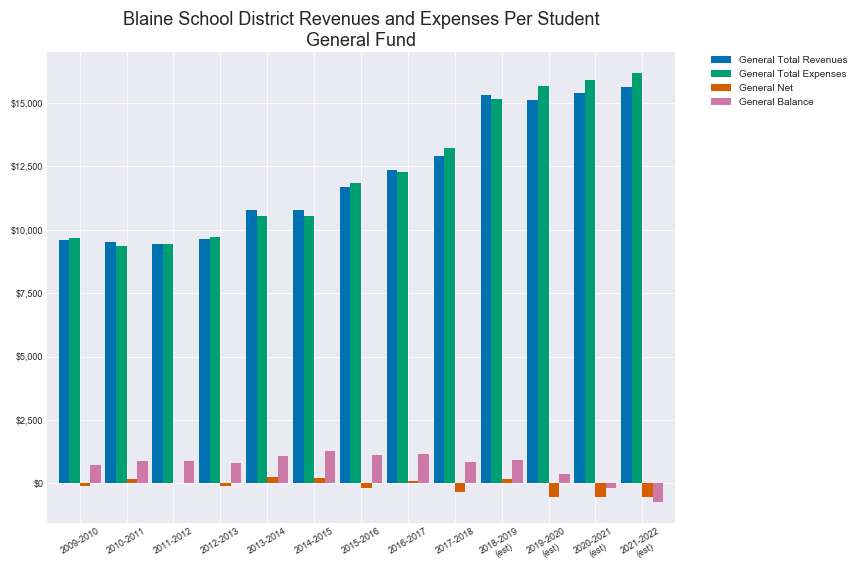 Blaine School District Revenues and Expenses Per Student
General Fund
General Total Revenues
General Total Expenses
General Net
General Balance
$15,000
$12,500
$10,000
$7,500
$5,000
$2,500
$0
2009-2010
2010-2011
2011-2012
2012-2013
2013-2014
2014-2015
2015-2016
2016-2017
2017-2018
2018-2019
(est)
2019-2020
(est)
2020-2021
(est)
2021-2022
(est)